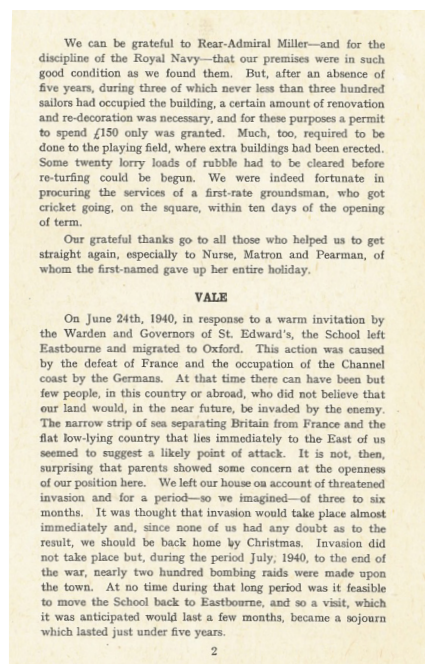 We can be grateful to Rear-Admiral Miller—and for the
discipline of the Royal Navy—that our premises were in such
good condition as we found them. But, after an absence of
five years, during three of which never less than three hundred
sailors had occupied the building, a certain amount of renovation
and re-decoration was necessary, and for these purposes a permit
to spend £150 only was granted. Much, too, required to be
done to the playing field, where extra buildings had been erected.
Some twenty lorry loads of rubble had to be cleared before
re-turfing could be begun. We were indeed fortunate in
procuring the services of a first-rate groundsman, who got
cricket going, on the square, within ten days of the opening
of term.
Our grateful thanks go to all those who helped us to get
straight again, especially to Nurse, Matron and Pearman, of
whom the first-named gave up her entire holiday.
VALE
On June 24th, 1940, in response to a warm invitation by
the Warden and Governors of St. Edward's, the School left
Eastbourne and migrated to Oxford. This action was caused
by the defeat of France and the occupation of the Channel
coast by the Germans. At that time there can have been but
few people, in this country or abroad, who did not believe that
our land would, in the near future, be invaded by the enemy.
The narrow strip of sea separating Britain from France and the
flat low-lying country that lies immediately to the East of us
seemed to suggest a likely point of attack. It is not, then,
surprising that parents showed some concern at the openness
of our position here. We left our house on account of threatened
invasion and for a period—so we imagined—of three to six
months. It was thought that invasion would take place almost
immediately and, since none of us had any doubt as to the
result, we should be back home by Christmas. Invasion did
not take place but, during the period July, 1940, to the end of
the war, nearly two hundred bombing raids were made upon
the town. At no time during that long period was it feasible
to move the School back to Eastbourne, and so a visit, which
it was anticipated would last a few months, became a sojourn
which lasted just under five years.
2